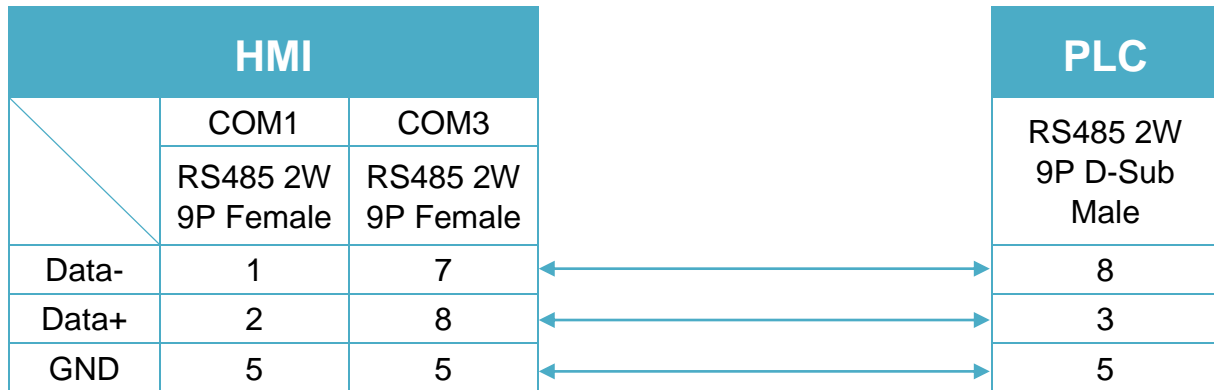 HMI
PLC
COM1
COM3
RS485 2W
9P Female
RS485 2W
9P Female
RS485 2W
9P D-Sub
Male
Data-
1
7
8
Data+
2
8
3
GND
5
5
5